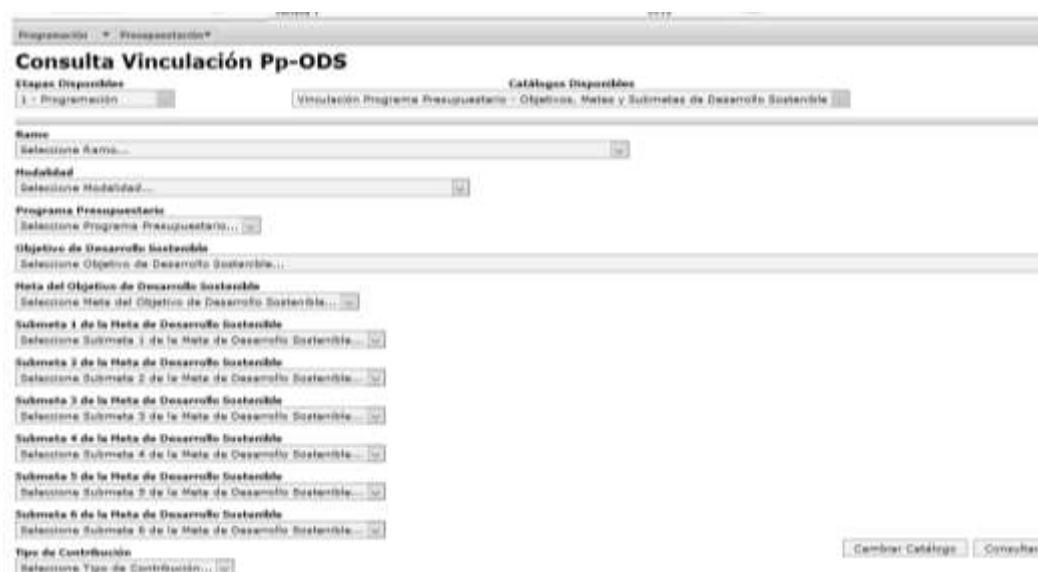 Programación Presupuestación
Consulta Vinculación Pp-ODS
Etapas Disponibles Catálogos Disponibles
1 - Programación Vinculación Programa Presupuestario - Objetivos, Metas y Submetas de Desarrollo Sostenible
Ramo
Seleccione Ramo...
Modalidad
Seleccione Modalidad...
Programa Presupuestario
Seleccione Programa Presupuestario...
Objetivo de Desarrollo Sostenible
Seleccione Objetivo de Desarrollo Sostenible...
Meta del Objetivo de Desarrollo Sostenible
Seleccione Meta del Objetivo de Desarrollo Sostenible...
Submeta 1 de la Meta de Desarrollo Sostenible
Seleccione Submeta 1 de la Meta de Desarrollo Sostenible...
Submeta 2 de la Meta de Desarrollo Sostenible
Seleccione Submeta 2 de la Meta de Desarrollo Sostenible...
Submeta 3 de la Meta de Desarrollo Sostenible
Seleccione Submeta 3 de la Meta de Desarrollo Sostenible...
Submeta 4 de la Meta de Desarrollo Sostenible
Seleccione Submeta 4 de la Meta de Desarrollo Sostenible...
Submeta 5 de la Meta de Desarrollo Sostenible
Seleccione Submeta 5 de la Meta de Desarrollo Sostenible...
Submeta 6 de la Meta de Desarrollo Sostenible
Seleccione Submeta 6 de la Meta de Desarrollo Sostenible...
Tipo de Contribución
Seleccione Tipo de Contribución...
Cambiar Catálogo Consultar